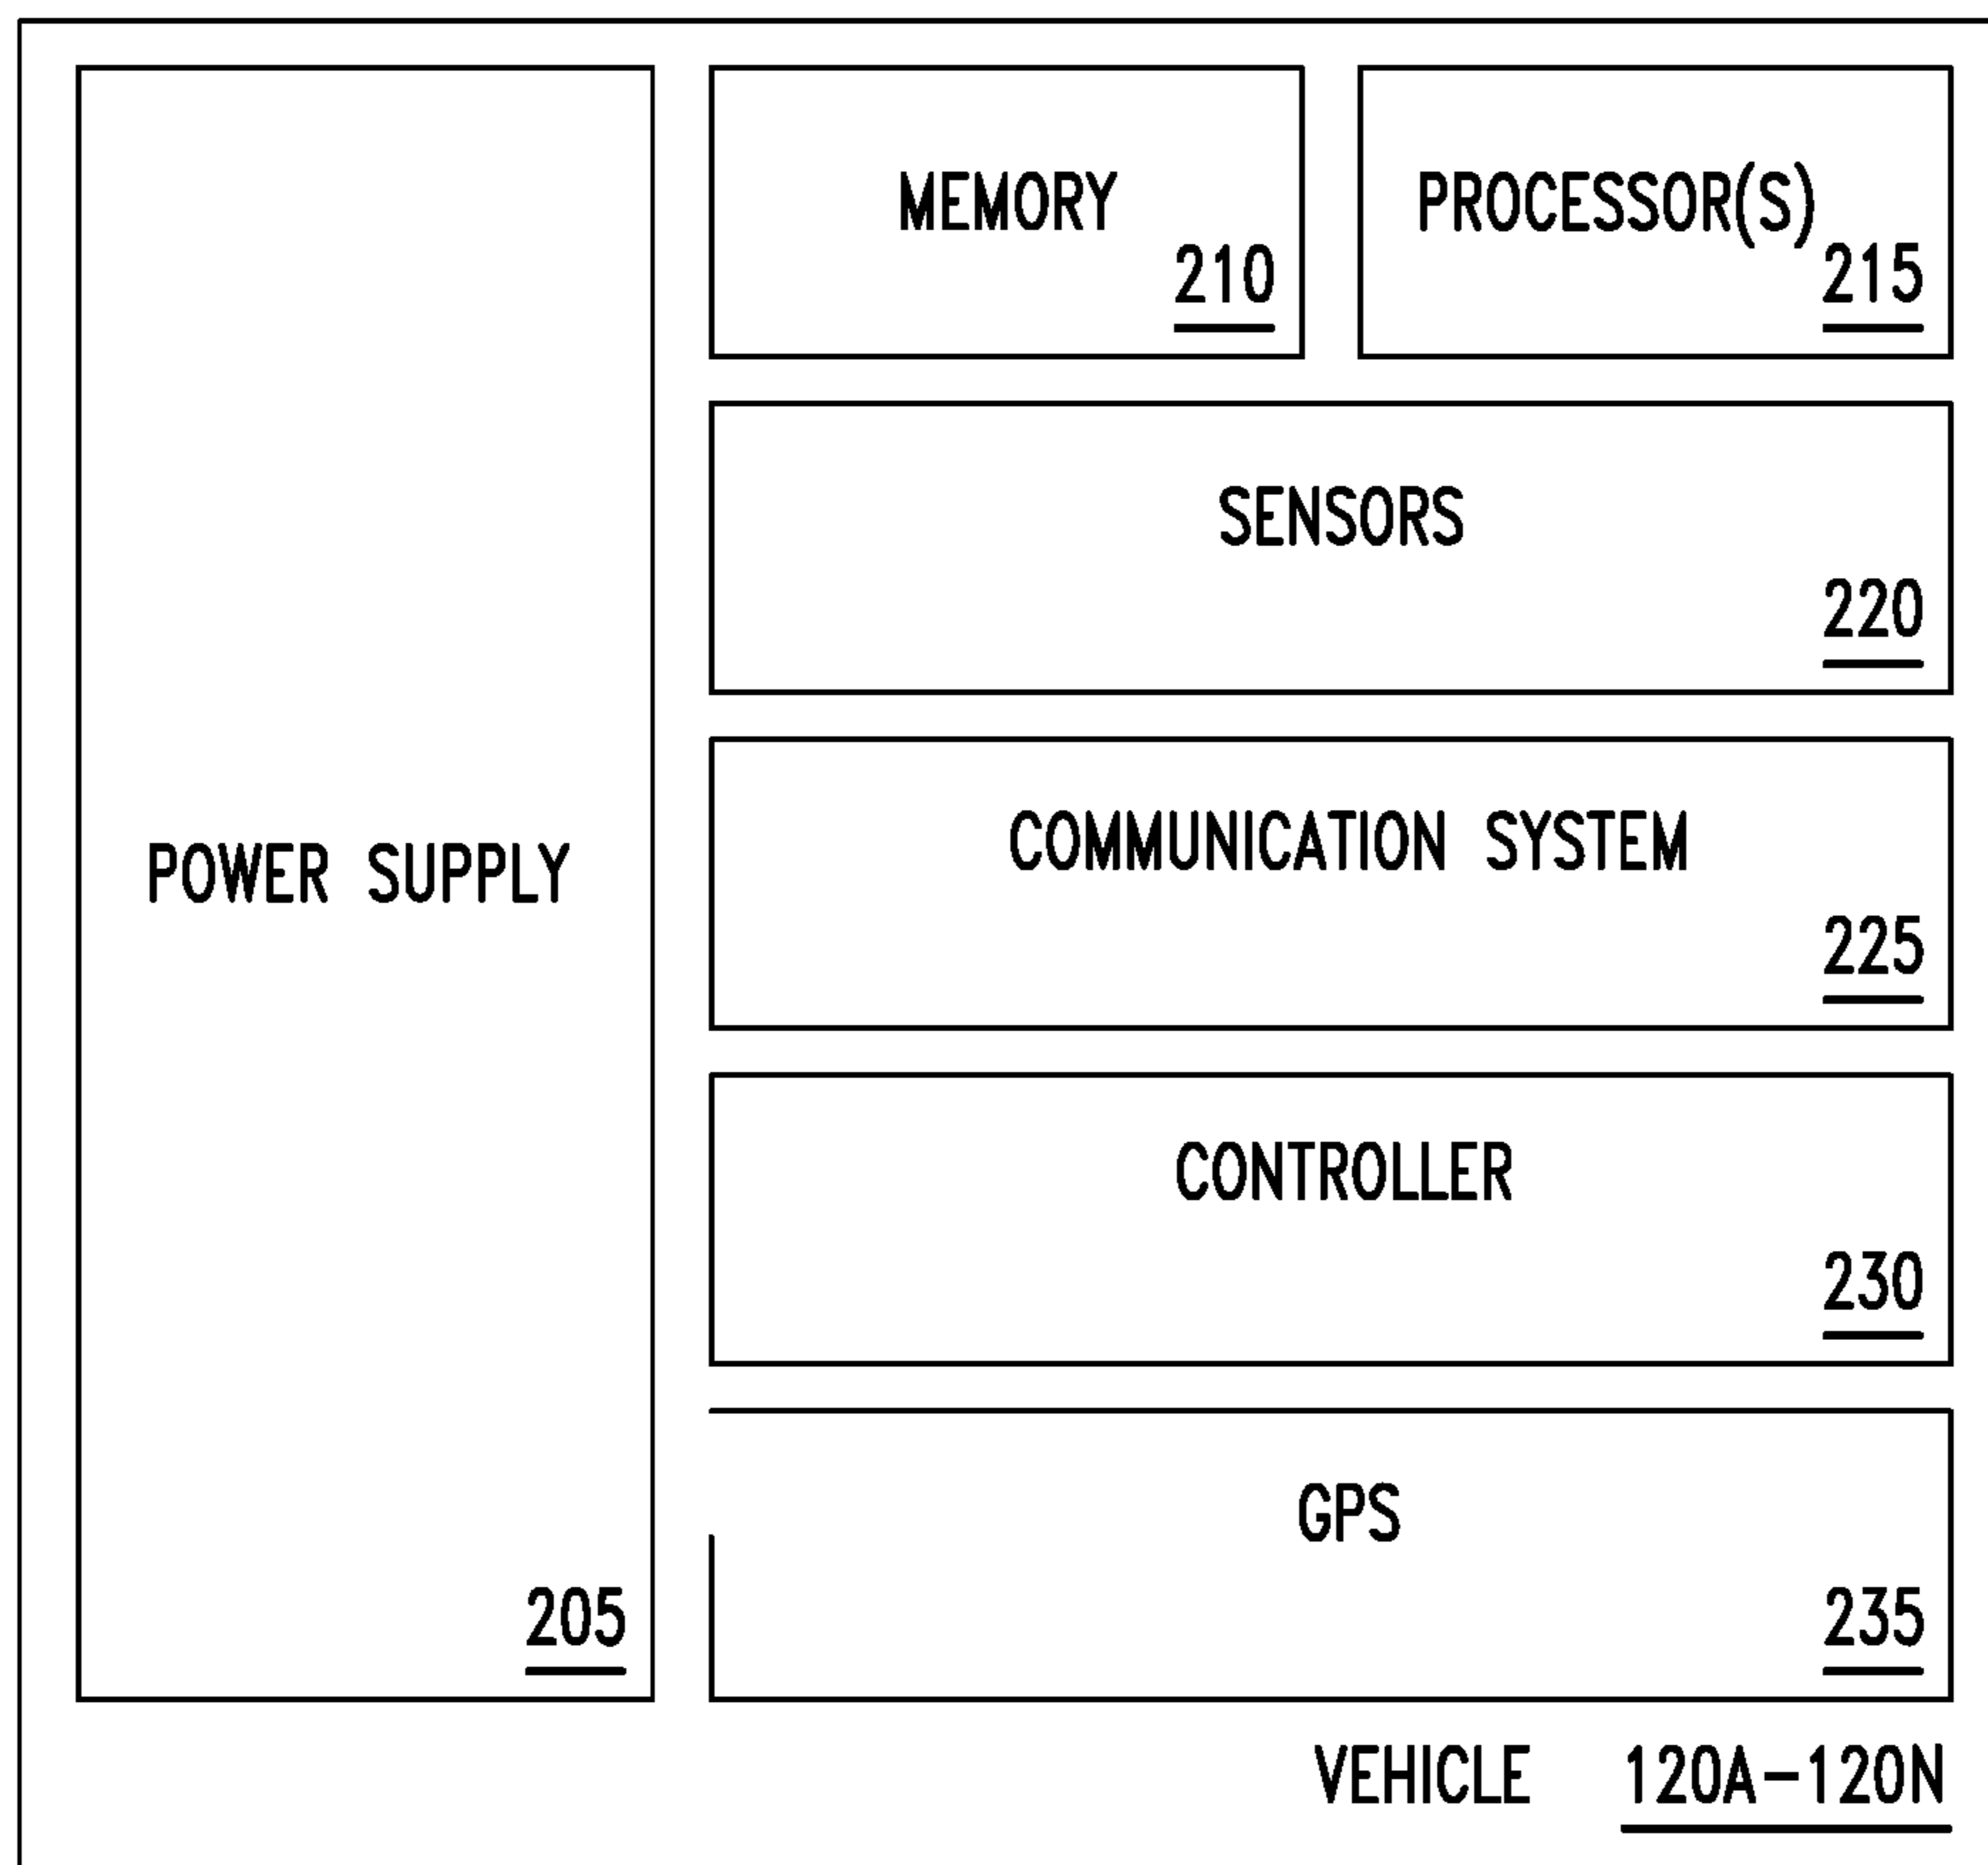 MEMORY
210
PROCESSOR(S)
215
SENSORS
220
COMMUNICATION SYSTEM
225
POWER SUPPLY
205
CONTROLLER
230
GPS
235
VEHICLE 120A-120N